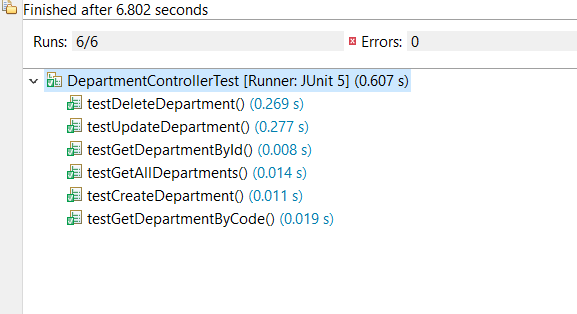 Finished after 6.802 seconds
Runs: 6/6 Errors: 0
DepartmentControllerTest [Runner: JUnit 5] (0.607 s)
testDeleteDepartment() (0.269 s)
testUpdateDepartment() (0.277 s)
testGetDepartmentById() (0.008 s)
testGetAllDepartments() (0.014 s)
testCreateDepartment() (0.011 s)
testGetDepartmentByCode() (0.019 s)